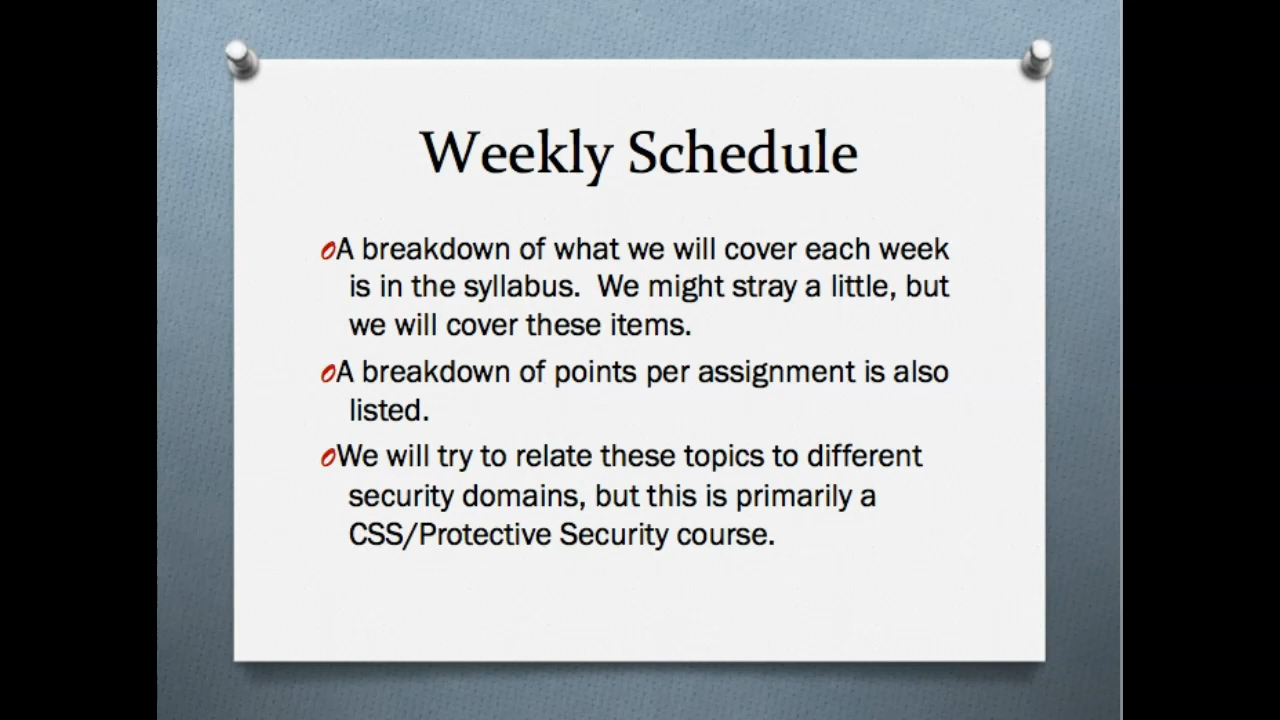 Weekly Schedule
A breakdown of what we will cover each week
is in the syllabus.  We might stray a little, but
we will cover these items.
A breakdown of points per assignment is also
listed.
We will try to relate these topics to different
security domains, but this is primarily a
CSS/Protective Security course.